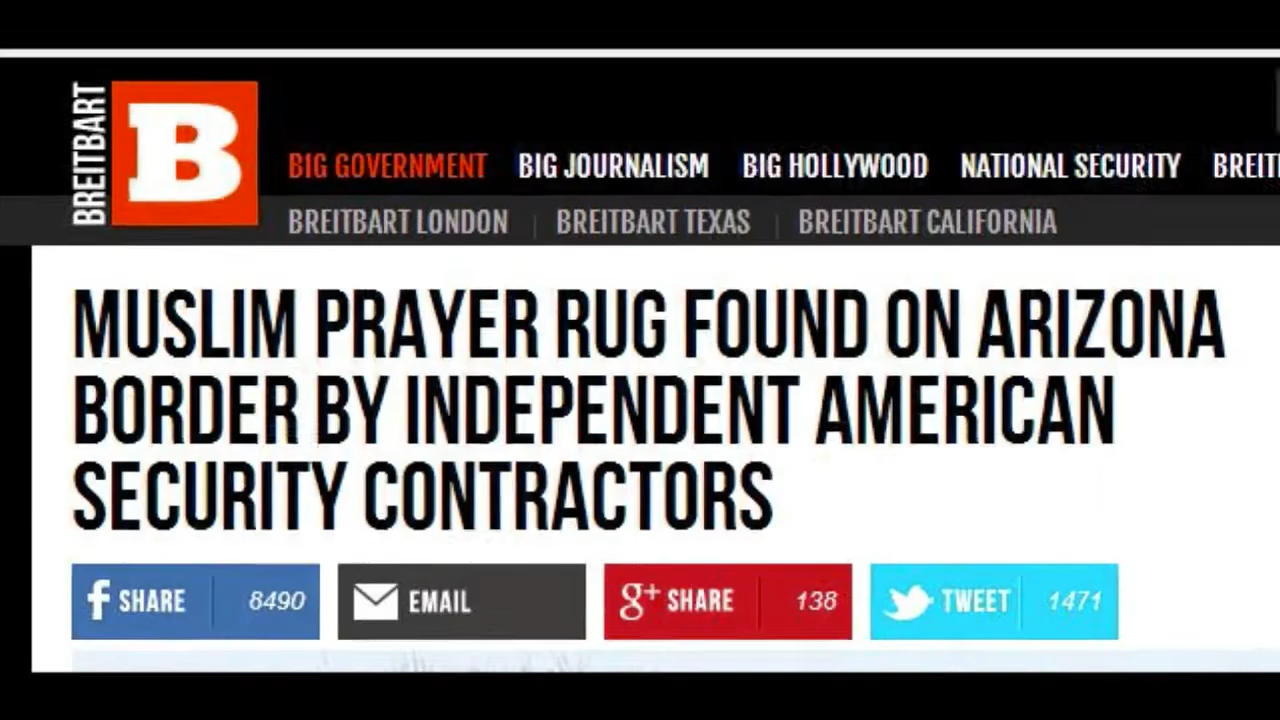 BREITBART
B
BIG GOVERNMENT BIG JOURNALISM BIG HOLLYWOOD NATIONAL SECURITY BREIT
BREITBART LONDON BREITBART TEXAS BREITBART CALIFORNIA
MUSLIM PRAYER RUG FOUND ON ARIZONA
BORDER BY INDEPENDENT AMERICAN
SECURITY CONTRACTORS
f SHARE 8490 EMAIL g+ SHARE 138 TWEET 1471